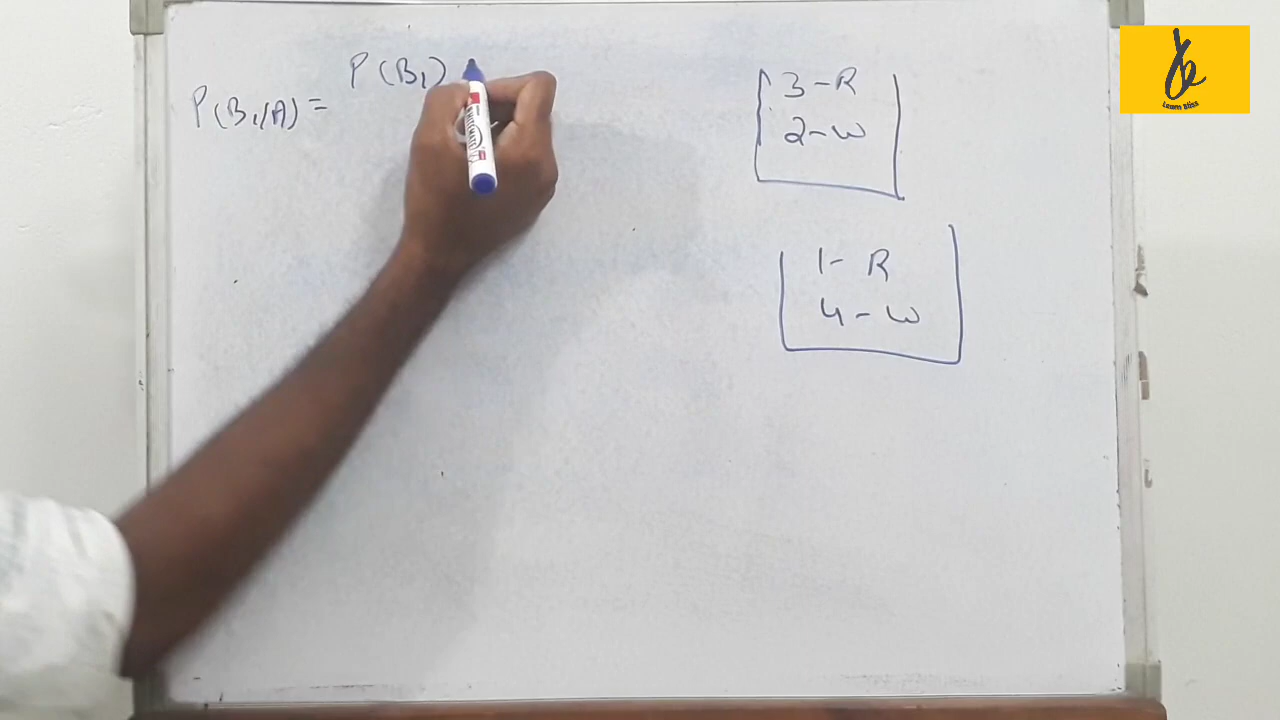 P(B₁/A) = P(B₁)
3 - R
2 - W
1 - R
4 - W
Learn Bliss